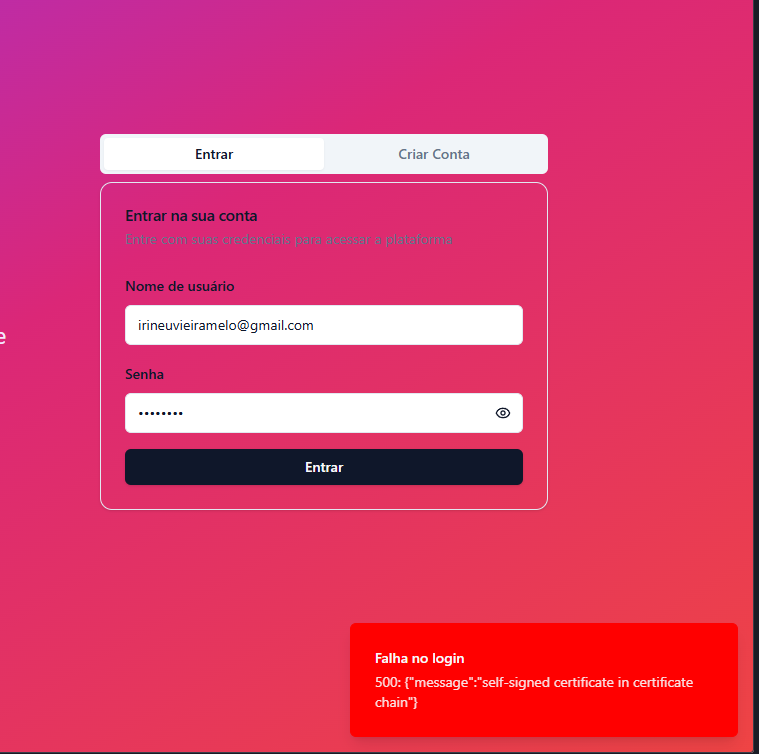 e
Entrar
Criar Conta
Entrar na sua conta
Entre com suas credenciais para acessar a plataforma
Nome de usuário
irineuvieiramelo@gmail.com
Senha
••••••••
Entrar
Falha no login
500: {"message":"self-signed certificate in certificate
chain"}